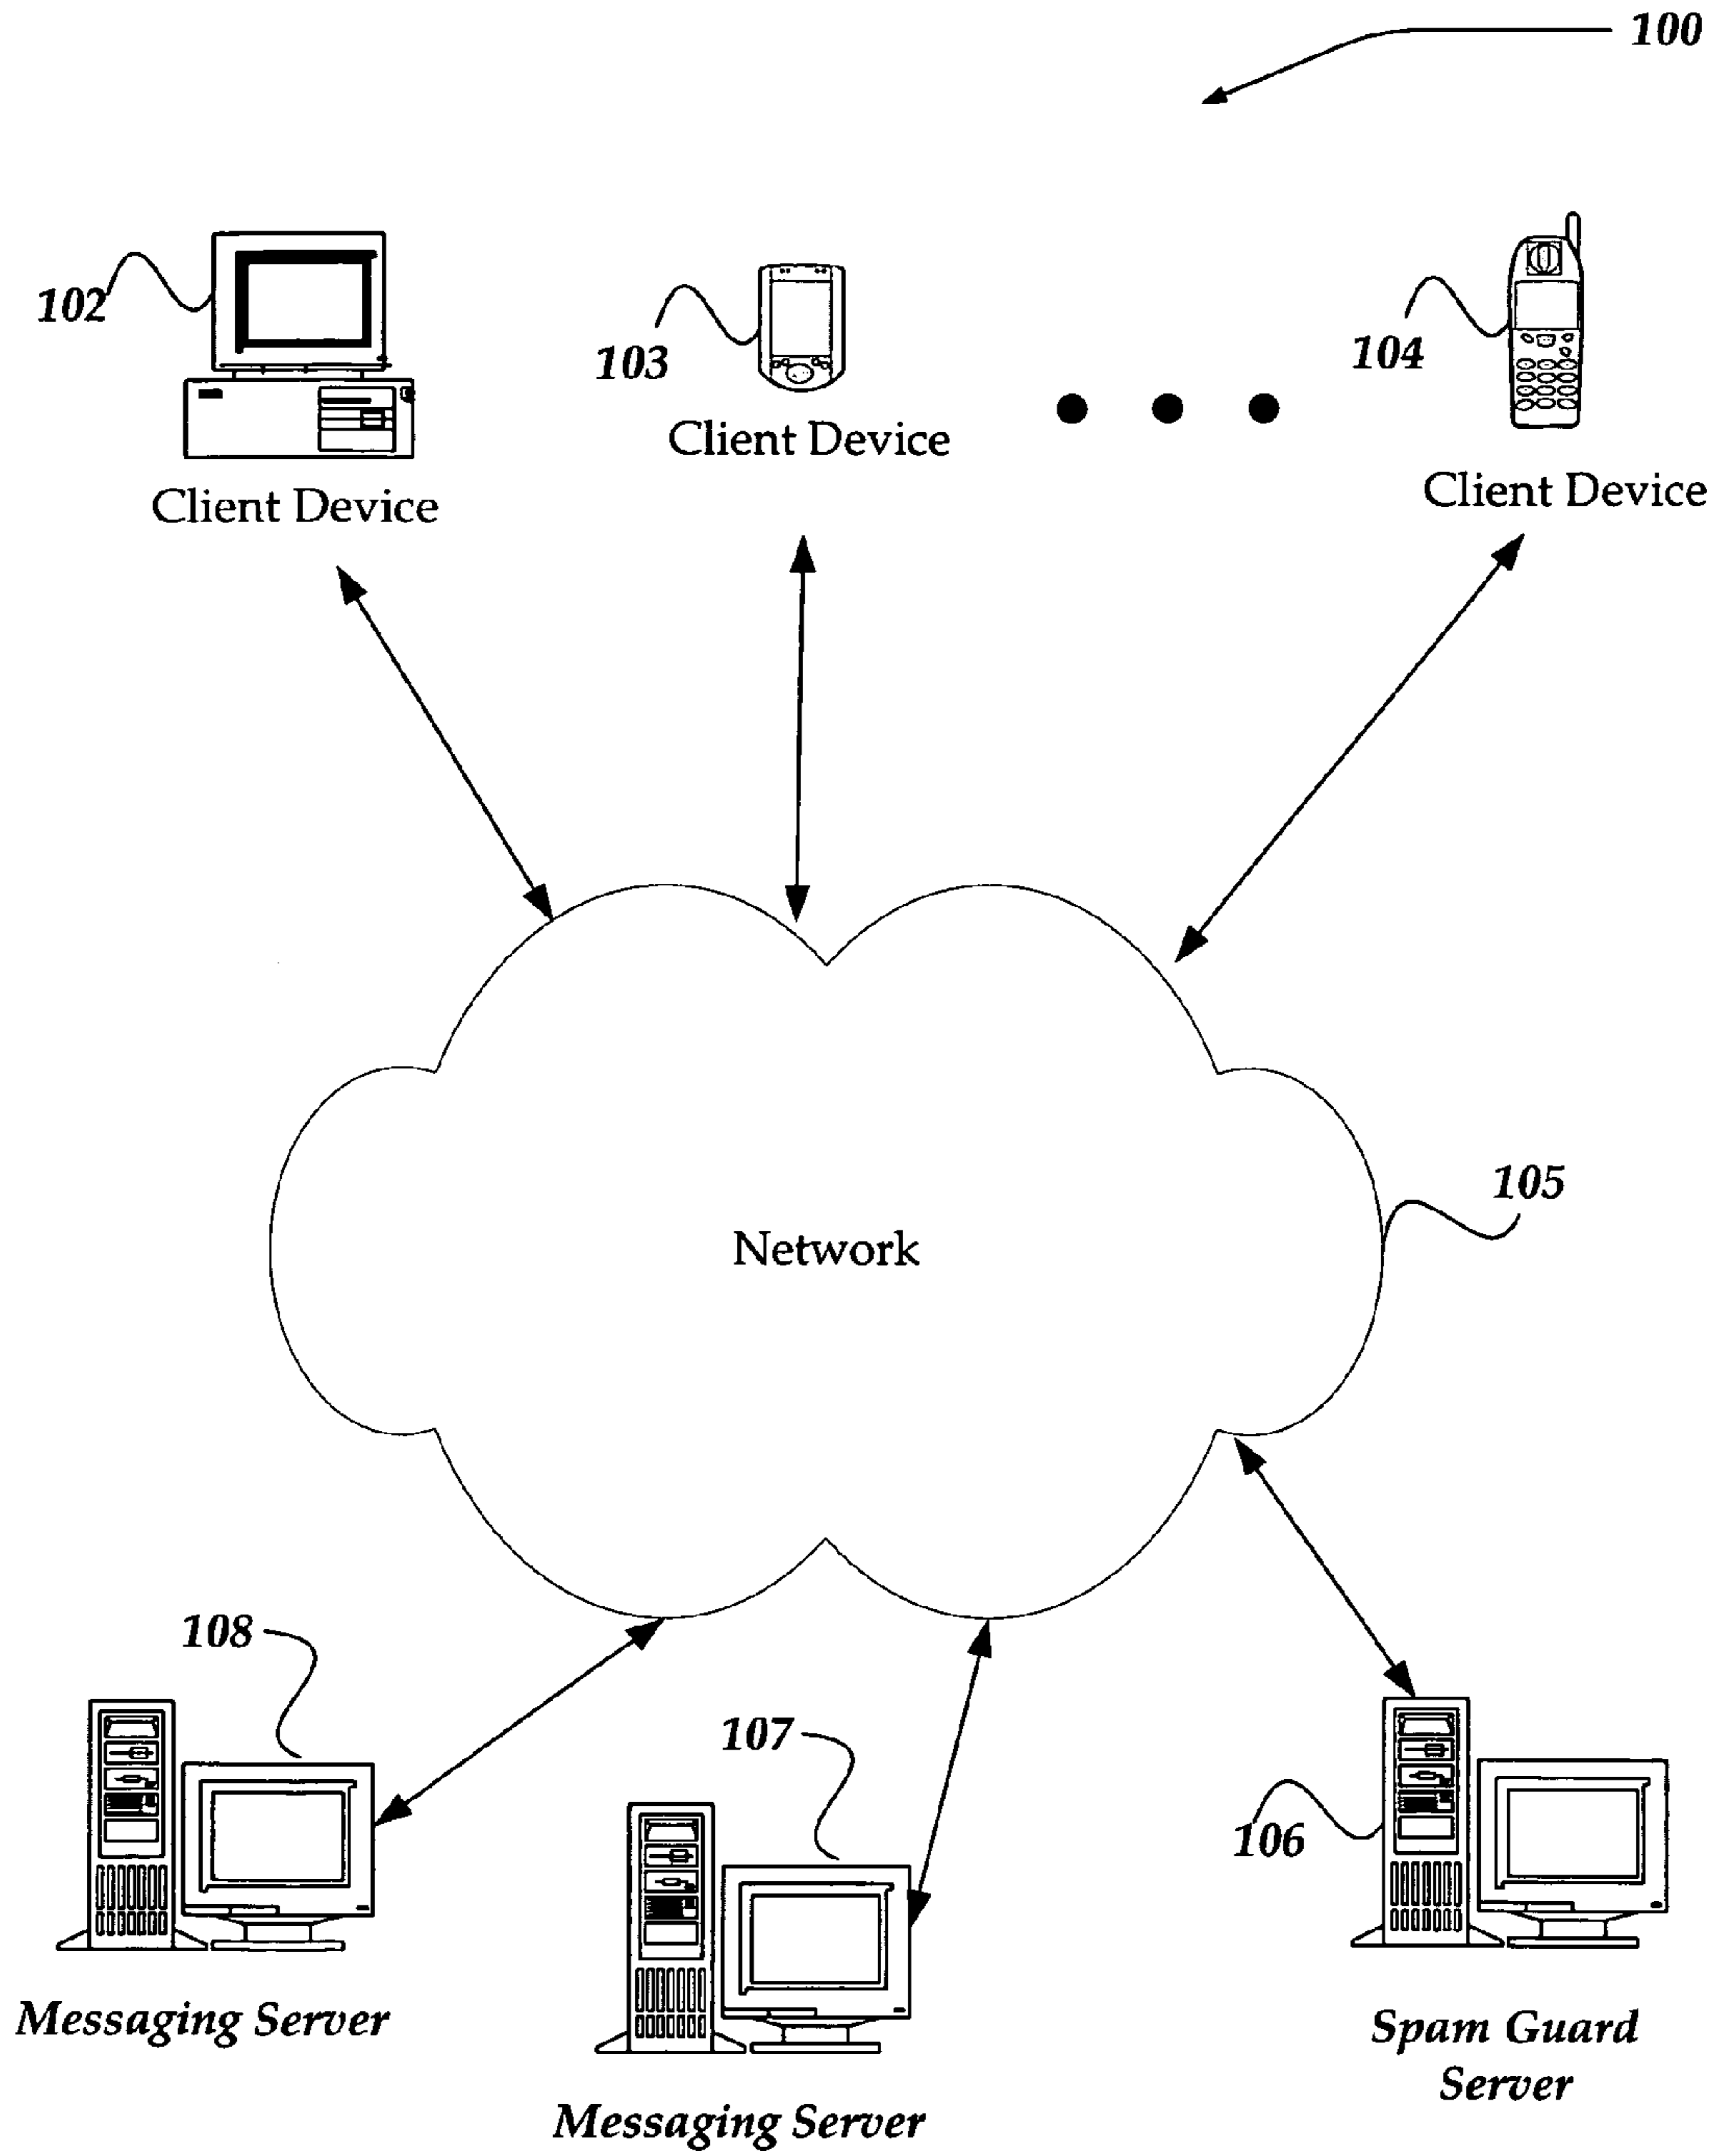 100
102
103
104
Client Device
Client Device
Client Device
105
Network
108
107
106
Messaging Server
Spam Guard
Server
Messaging Server